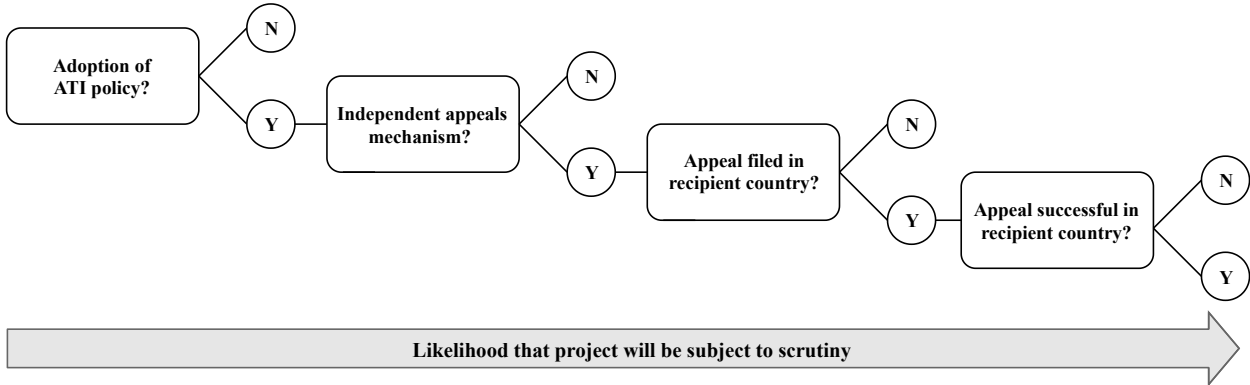 N
Adoption of
ATI policy?
Y
N
Independent appeals
mechanism?
Y
N
Appeal filed in
recipient country?
Y
N
Appeal successful in
recipient country?
Y
Likelihood that project will be subject to scrutiny